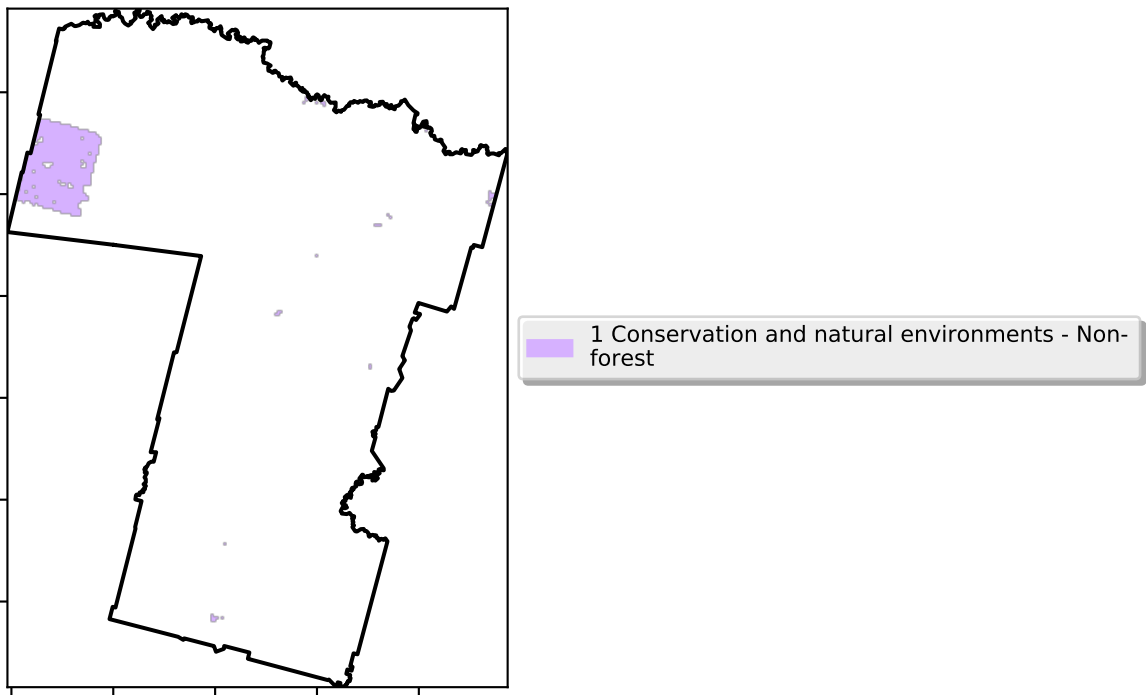 1 Conservation and natural environments - Non-
forest